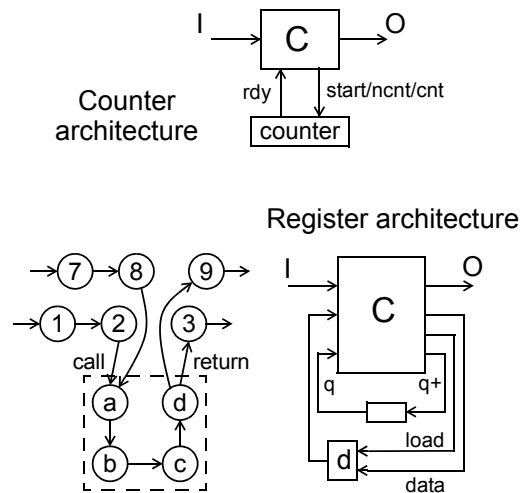 I
C
O
rdy
start/ncnt/cnt
Counter
architecture
counter
Register architecture
7
8
9
I
O
1
2
3
C
call
return
q
q+
a
d
b
c
load
d
data